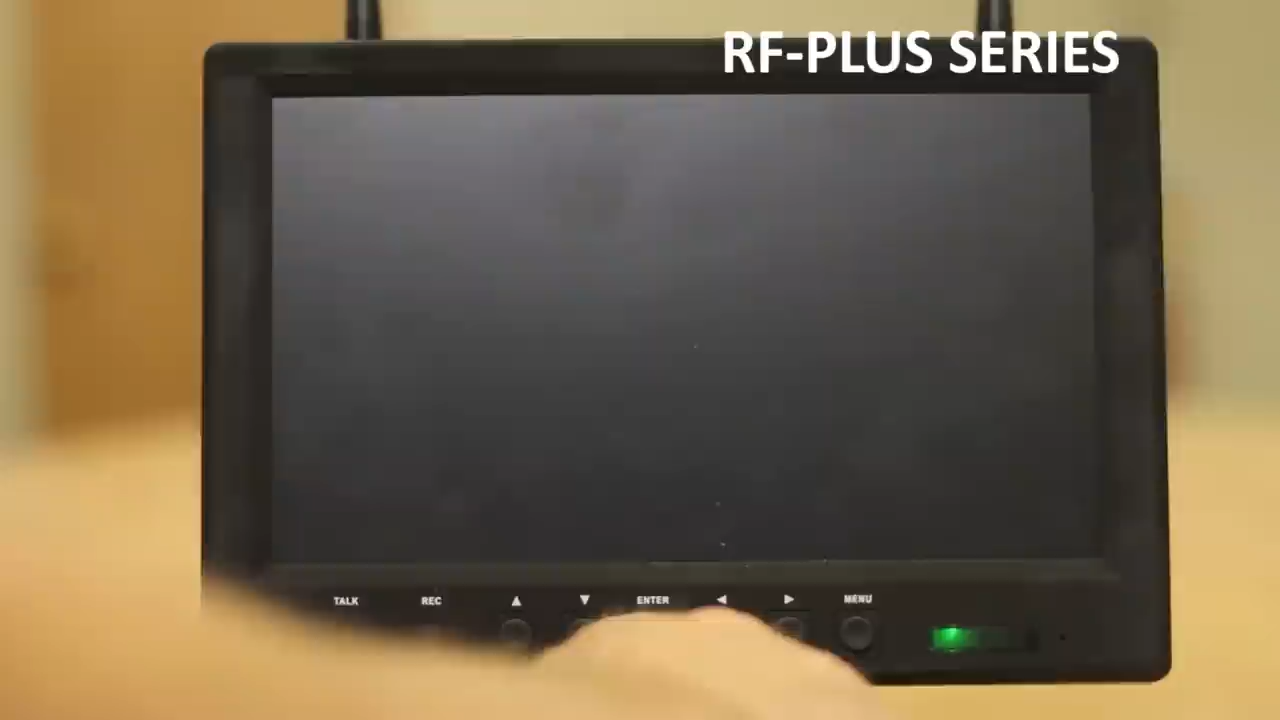 RF-PLUS SERIES
TALK REC ▲ ▼ ENTER ◀ ▶ MENU